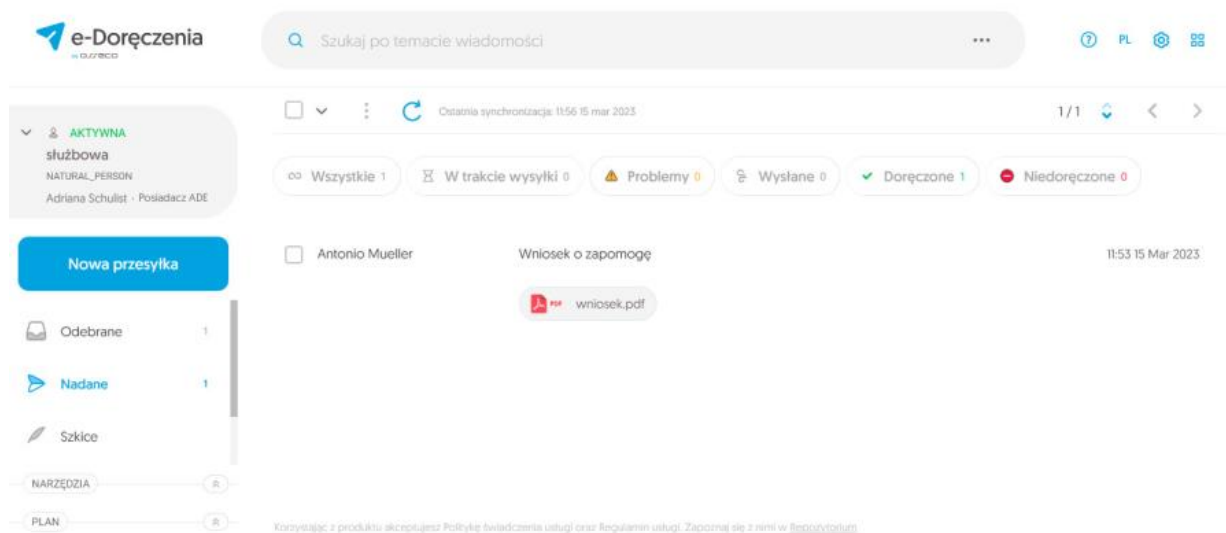 e-Doręczenia
by asseco
Szukaj po temacie wiadomości
...
PL
AKTYWNA
służbowa
NATURAL_PERSON
Adriana Schulist - Posiadacz ADE
Ostatnia synchronizacja: 11:56 15 mar 2023
1/1
Wszystkie 1
W trakcie wysyłki 0
Problemy 0
Wysłane 0
Doręczone 1
Niedoręczone 0
Nowa przesyłka
Antonio Mueller Wniosek o zapomogę 11:53 15 Mar 2023
PDF wniosek.pdf
Odebrane 1
Nadane 1
Szkice
NARZĘDZIA
PLAN
Korzystając z produktu akceptujesz Politykę świadczenia usługi oraz Regulamin usługi. Zapoznaj się z nimi w Repozytorium